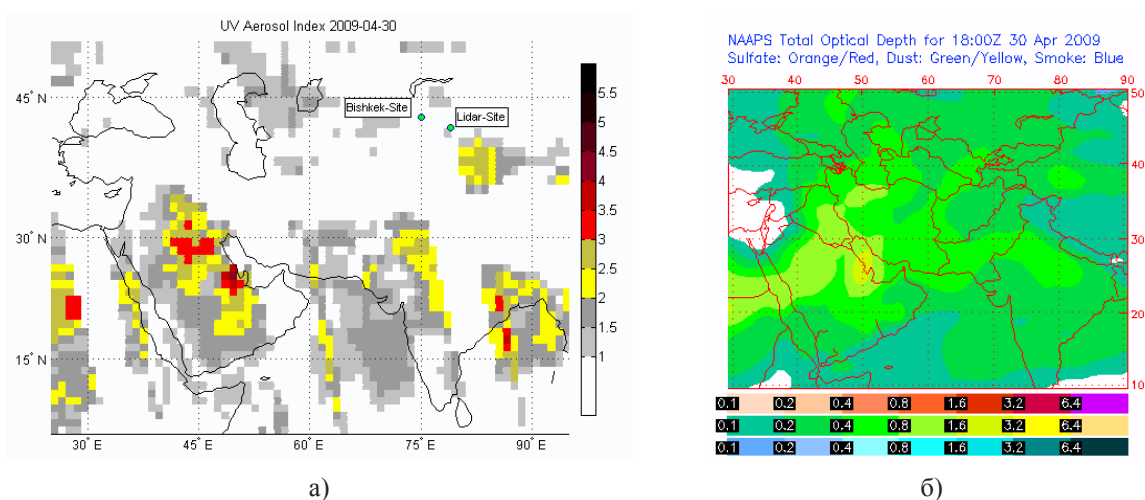 UV Aerosol Index 2009-04-30
45° N
30° N
15° N
30° E
45° E
60° E
75° E
90° E
Bishkek-Site
Lidar-Site
5.5
5
4.5
4
3.5
3
2.5
2
1.5
1
а)
NAAPS Total Optical Depth for 18:00Z 30 Apr 2009
Sulfate: Orange/Red, Dust: Green/Yellow, Smoke: Blue
30 40 50 60 70 80 90
50
40
30
20
10
0.1 0.2 0.4 0.8 1.6 3.2 6.4
0.1 0.2 0.4 0.8 1.6 3.2 6.4
0.1 0.2 0.4 0.8 1.6 3.2 6.4
б)